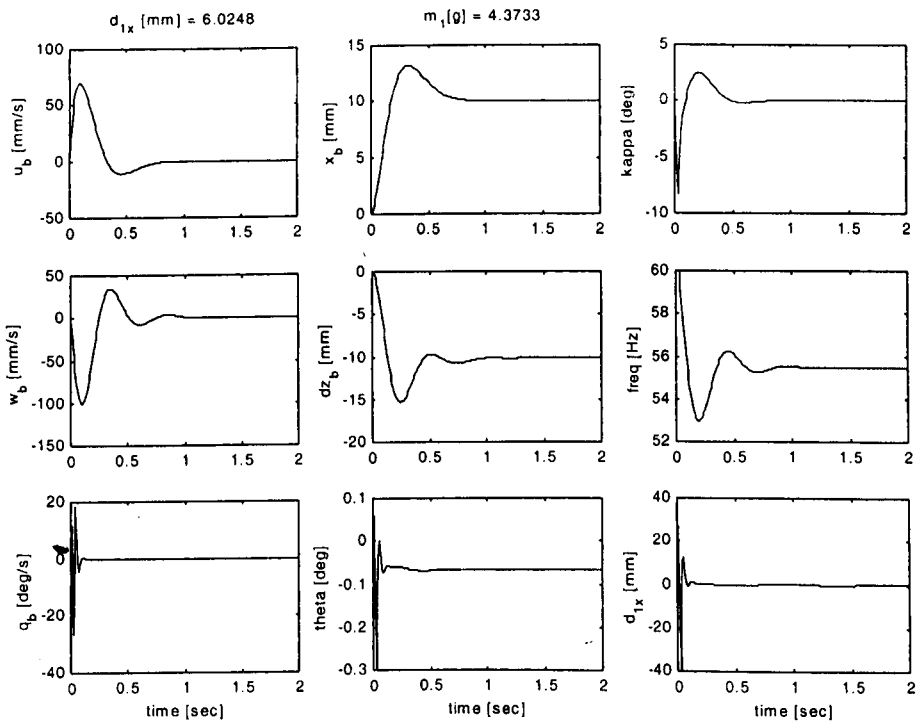 d1x [mm] = 6.0248
m1[g] = 4.3733
100
50
0
-50
u_b [mm/s]
0 0.5 1 1.5 2
15
10
5
0
x_b [mm]
0 0.5 1 1.5 2
5
0
-5
-10
kappa [deg]
0 0.5 1 1.5 2
50
0
-50
-100
-150
w_b [mm/s]
0 0.5 1 1.5 2
0
-5
-10
-15
-20
dz_b [mm]
0 0.5 1 1.5 2
60
58
56
54
52
freq [Hz]
0 0.5 1 1.5 2
20
0
-20
-40
q_b [deg/s]
0 0.5 1 1.5 2
time [sec]
0.1
0
-0.1
-0.2
-0.3
theta [deg]
0 0.5 1 1.5 2
time [sec]
40
20
0
-20
-40
d1x [mm]
0 0.5 1 1.5 2
time [sec]